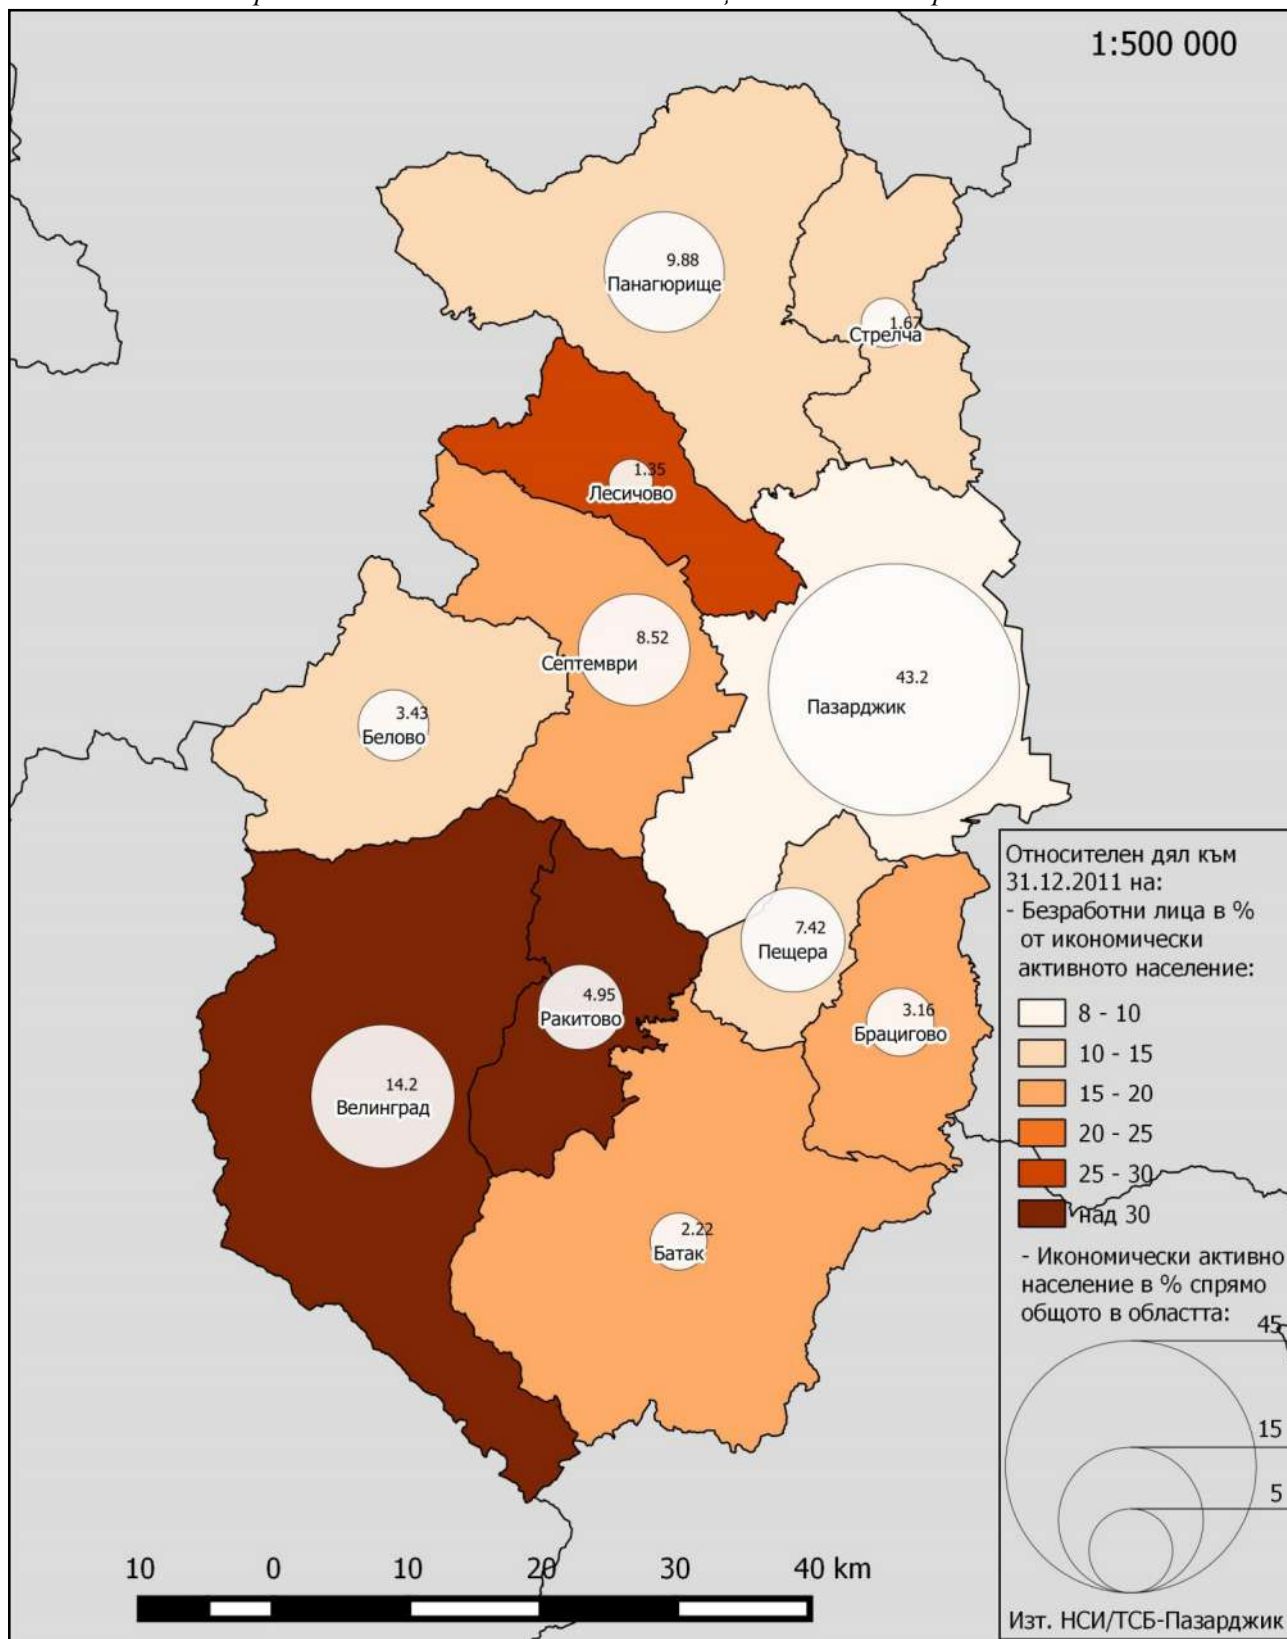 1:500 000
9.88
Панагюрище
1.67
Стрелча
1.35
Лесичово
8.52
Септември
43.2
Пазарджик
3.43
Белово
7.42
Пещера
4.95
Ракитово
3.16
Брацигово
14.2
Велинград
2.22
Батак
Относителен дял към
31.12.2011 на:
- Безработни лица в %
от икономически
активното население:
8 - 10
10 - 15
15 - 20
20 - 25
25 - 30
над 30
- Икономически активно
население в % спрямо
общото в областта:
45
15
5
10 0 10 20 30 40 km
Изт. НСИ/ТСБ-Пазарджик